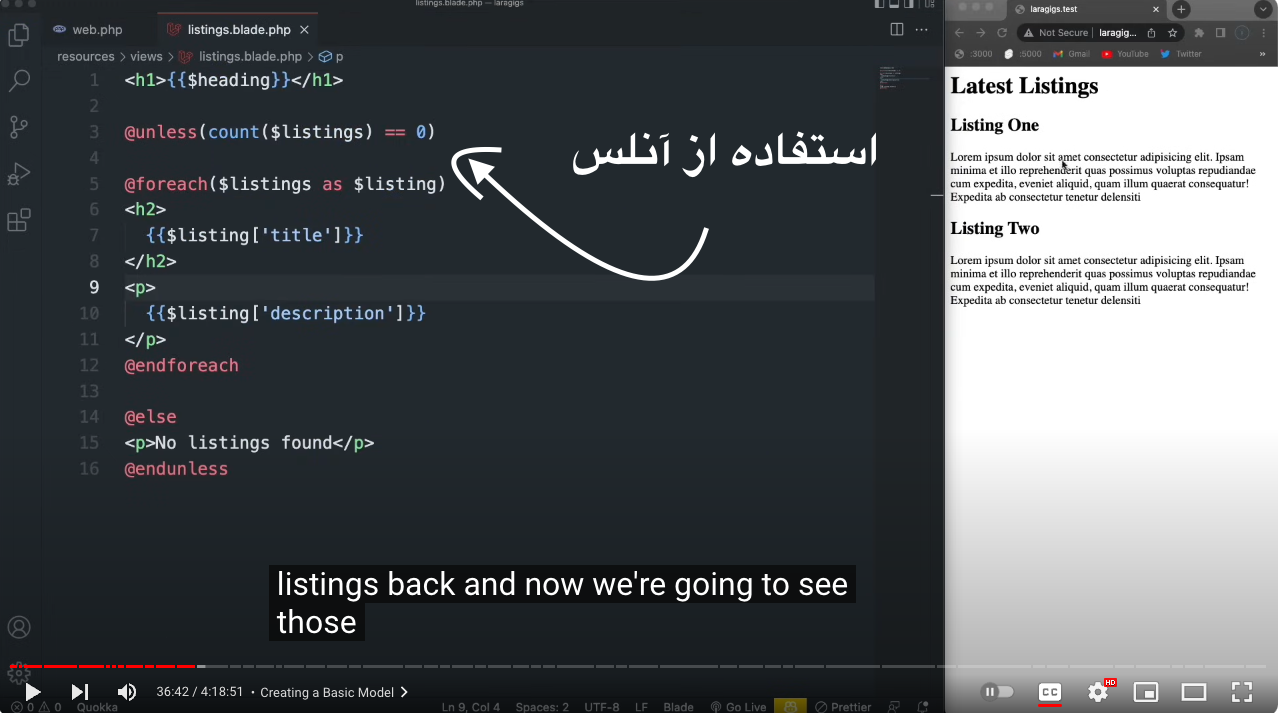 listings.blade.php — laragigs
web.php
listings.blade.php
resources > views > listings.blade.php > p
1 <h1>{{$heading}}</h1>
2
3 @unless(count($listings) == 0)
4
5 @foreach($listings as $listing)
6 <h2>
7 {{$listing['title']}}
8 </h2>
9 <p>
10 {{$listing['description']}}
11 </p>
12 @endforeach
13
14 @else
15 <p>No listings found</p>
16 @endunless
استفاده از آنلس
laragigs.test
Not Secure | laragig...
:3000 :5000 Gmail YouTube Twitter »
Latest Listings
Listing One
Lorem ipsum dolor sit amet consectetur adipisicing elit. Ipsam
minima et illo reprehenderit quas possimus voluptas repudiandae
cum expedita, eveniet aliquid, quam illum quaerat consequatur!
Expedita ab consectetur tenetur delensiti
Listing Two
Lorem ipsum dolor sit amet consectetur adipisicing elit. Ipsam
minima et illo reprehenderit quas possimus voluptas repudiandae
cum expedita, eveniet aliquid, quam illum quaerat consequatur!
Expedita ab consectetur tenetur delensiti
listings back and now we're going to see
those
36:42 / 4:18:51 • Creating a Basic Model
CC HD
0 0 Quokka Ln 9, Col 4 Spaces: 2 UTF-8 LF Blade Go Live Prettier